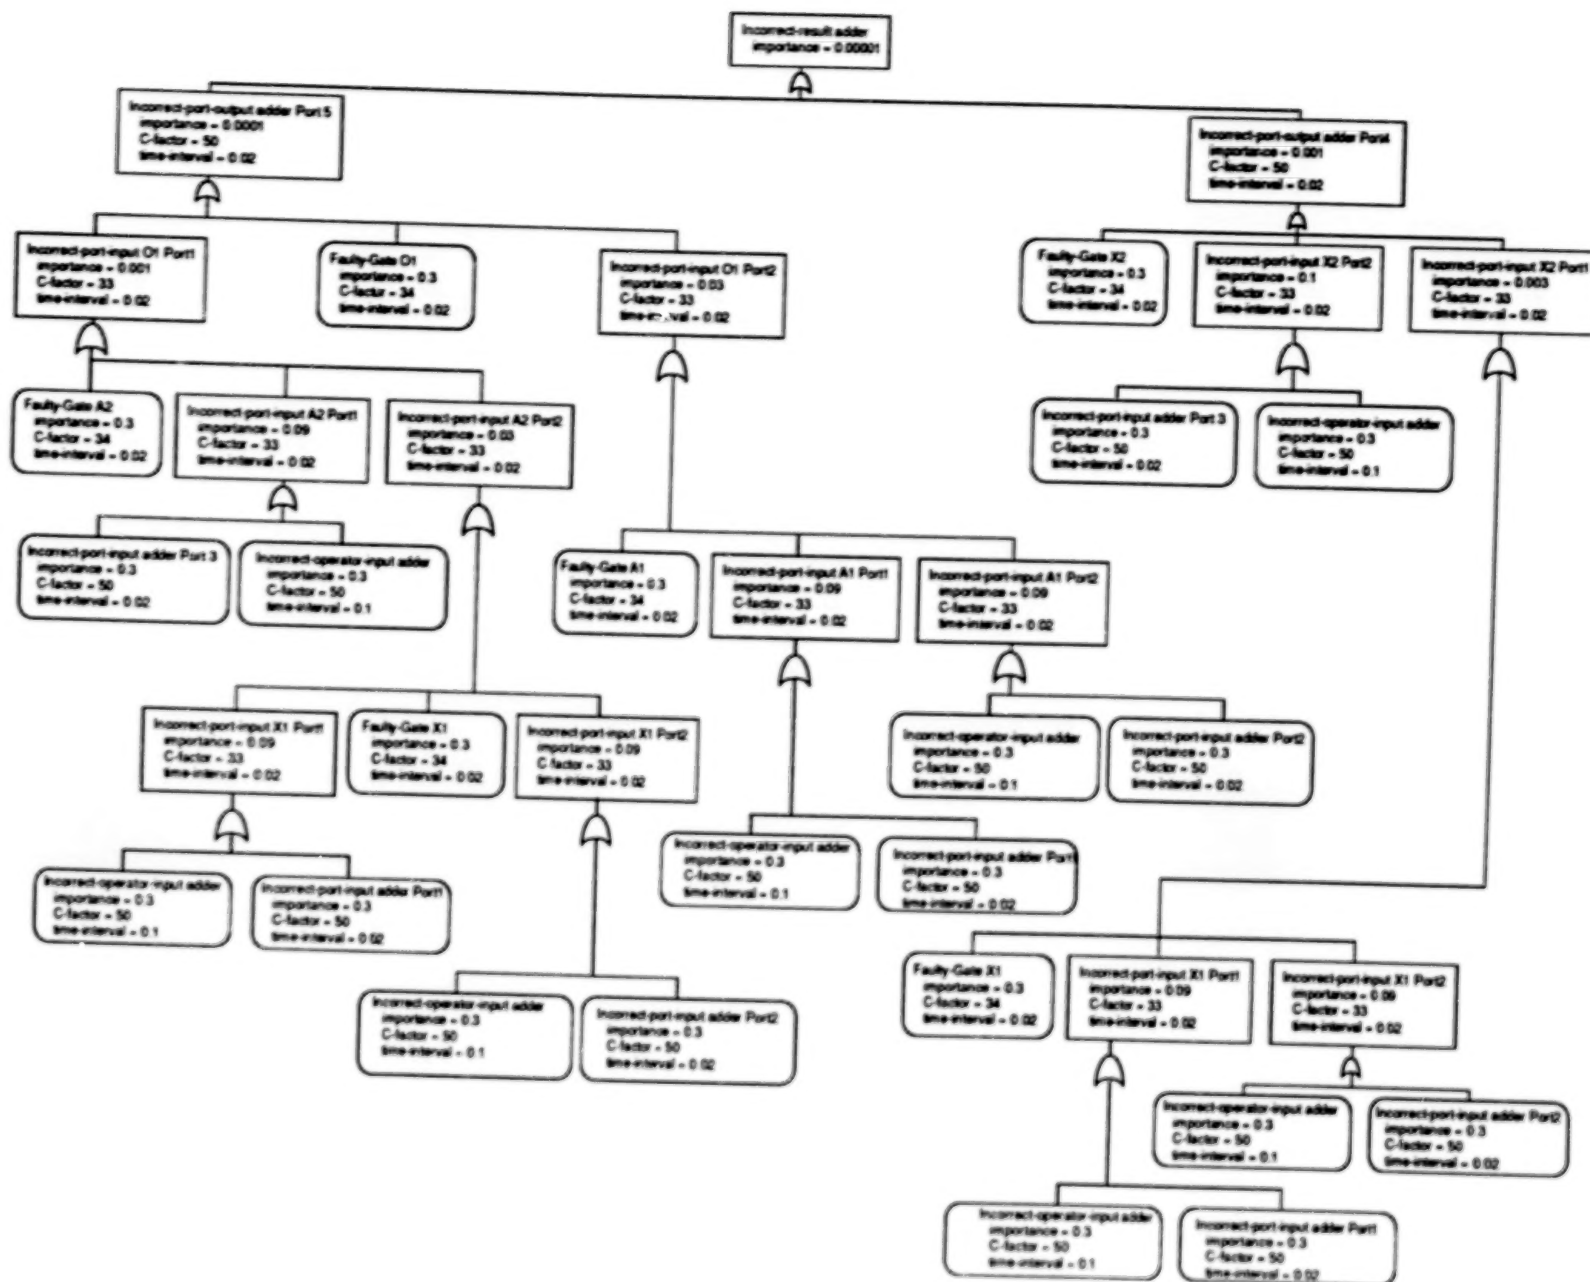 Incorrect-result adder
importance = 0.00001
Incorrect-port-output adder Port 5
importance = 0.0001
C-factor = 50
time-interval = 0.02
Incorrect-port-output adder Port4
importance = 0.001
C-factor = 50
time-interval = 0.02
Incorrect-port-input O1 Port1
importance = 0.001
C-factor = 33
time-interval = 0.02
Faulty-Gate O1
importance = 0.3
C-factor = 34
time-interval = 0.02
Incorrect-port-input O1 Port2
importance = 0.03
C-factor = 33
time-interval = 0.02
Faulty-Gate X2
importance = 0.3
C-factor = 34
time-interval = 0.02
Incorrect-port-input X2 Port2
importance = 0.1
C-factor = 33
time-interval = 0.02
Incorrect-port-input X2 Port1
importance = 0.003
C-factor = 33
time-interval = 0.02
Faulty-Gate A2
importance = 0.3
C-factor = 34
time-interval = 0.02
Incorrect-port-input A2 Port1
importance = 0.09
C-factor = 33
time-interval = 0.02
Incorrect-port-input A2 Port2
importance = 0.03
C-factor = 33
time-interval = 0.02
Incorrect-port-input adder Port 3
importance = 0.3
C-factor = 50
time-interval = 0.02
Incorrect-operator-input adder
importance = 0.3
C-factor = 50
time-interval = 0.1
Incorrect-port-input adder Port 3
importance = 0.3
C-factor = 50
time-interval = 0.02
Incorrect-operator-input adder
importance = 0.3
C-factor = 50
time-interval = 0.1
Faulty-Gate A1
importance = 0.3
C-factor = 34
time-interval = 0.02
Incorrect-port-input A1 Port1
importance = 0.09
C-factor = 33
time-interval = 0.02
Incorrect-port-input A1 Port2
importance = 0.09
C-factor = 33
time-interval = 0.02
Incorrect-port-input X1 Port1
importance = 0.09
C-factor = 33
time-interval = 0.02
Faulty-Gate X1
importance = 0.3
C-factor = 34
time-interval = 0.02
Incorrect-port-input X1 Port2
importance = 0.09
C-factor = 33
time-interval = 0.02
Incorrect-operator-input adder
importance = 0.3
C-factor = 50
time-interval = 0.1
Incorrect-port-input adder Port2
importance = 0.3
C-factor = 50
time-interval = 0.02
Incorrect-operator-input adder
importance = 0.3
C-factor = 50
time-interval = 0.1
Incorrect-port-input adder Port1
importance = 0.3
C-factor = 50
time-interval = 0.02
Incorrect-operator-input adder
importance = 0.3
C-factor = 50
time-interval = 0.1
Incorrect-port-input adder Port1
importance = 0.3
C-factor = 50
time-interval = 0.02
Incorrect-operator-input adder
importance = 0.3
C-factor = 50
time-interval = 0.1
Incorrect-port-input adder Port2
importance = 0.3
C-factor = 50
time-interval = 0.02
Faulty-Gate X1
importance = 0.3
C-factor = 34
time-interval = 0.02
Incorrect-port-input X1 Port1
importance = 0.09
C-factor = 33
time-interval = 0.02
Incorrect-port-input X1 Port2
importance = 0.09
C-factor = 33
time-interval = 0.02
Incorrect-operator-input adder
importance = 0.3
C-factor = 50
time-interval = 0.1
Incorrect-port-input adder Port2
importance = 0.3
C-factor = 50
time-interval = 0.02
Incorrect-operator-input adder
importance = 0.3
C-factor = 50
time-interval = 0.1
Incorrect-port-input adder Port1
importance = 0.3
C-factor = 50
time-interval = 0.02